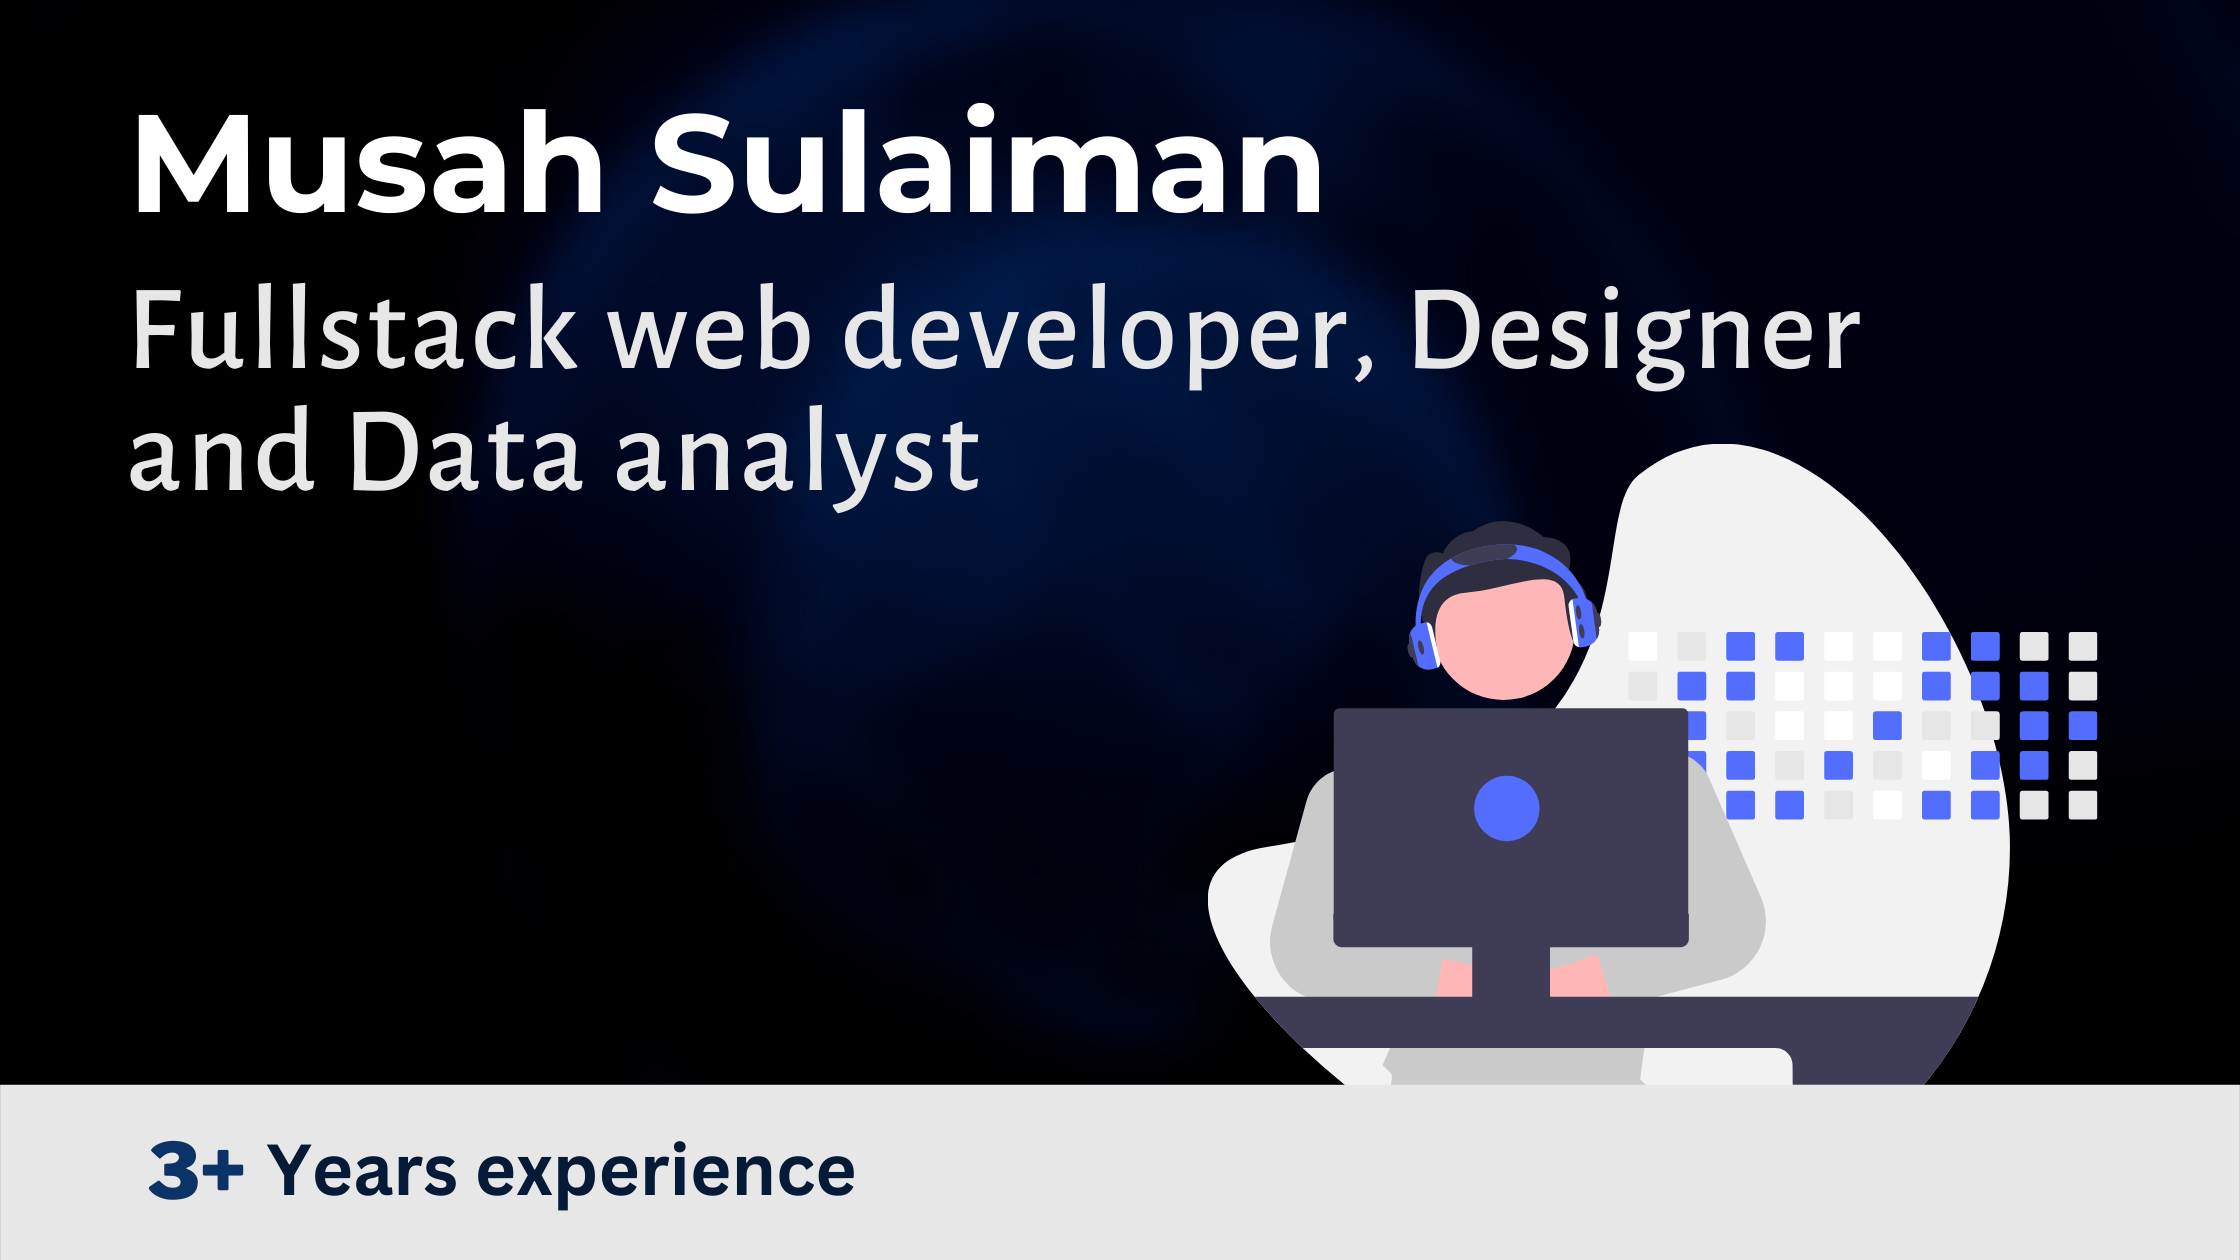 Musah Sulaiman
Fullstack web developer, Designer
and Data analyst
3+ Years experience